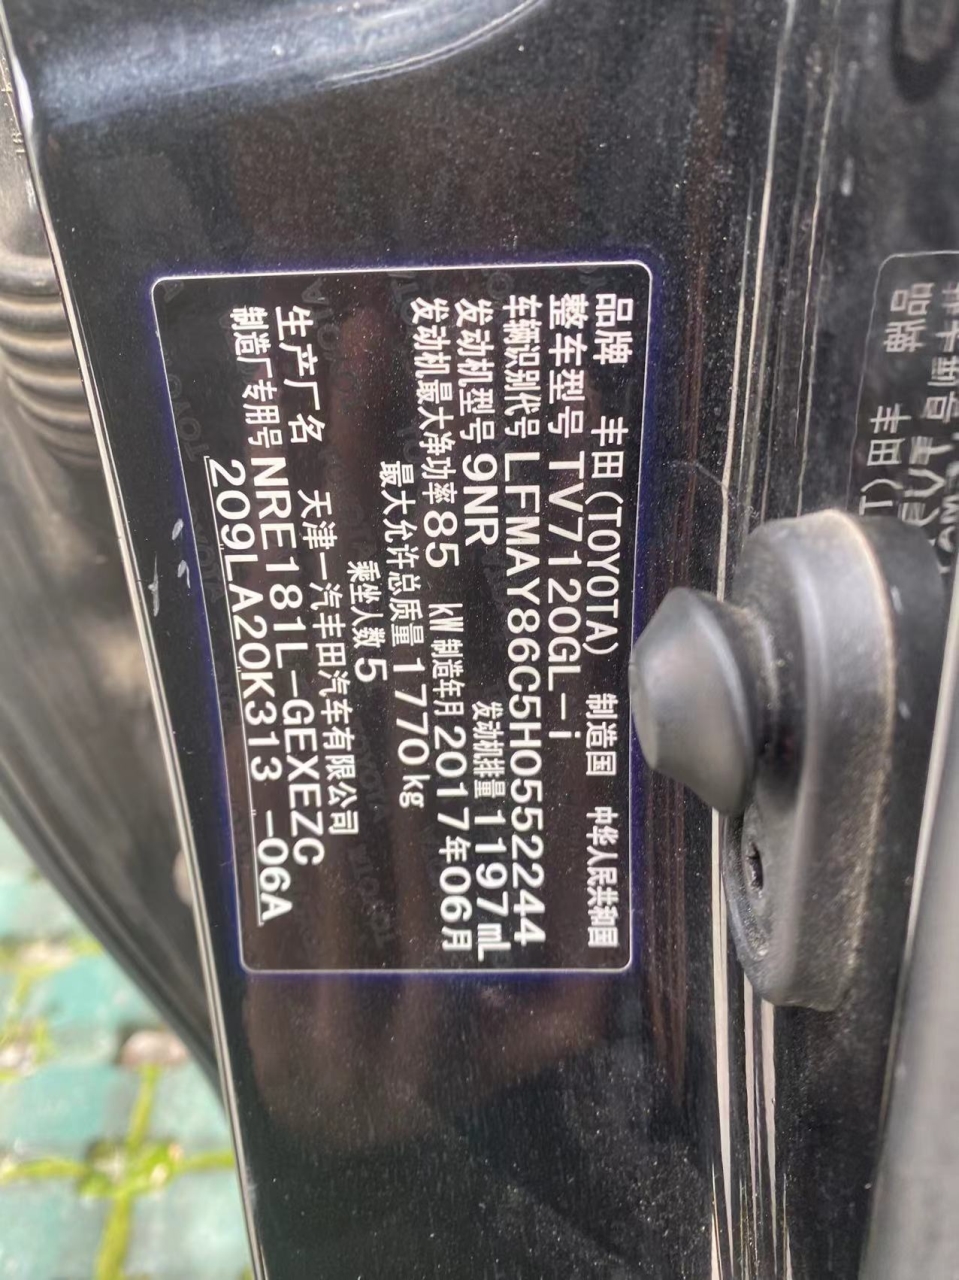 品牌 丰田(TOYOTA) 制造国 中华人民共和国
整车型号 TV7120GL-i
车辆识别代号 LFMAY86C5H0552244
发动机型号 9NR 发动机排量 1197mL
发动机最大净功率 85 kW 制造年月 2017年06月
最大允许总质量 1770kg
乘坐人数 5
生产厂名 天津一汽丰田汽车有限公司
制造厂专用号 NRE181L-GEXEZC
209LA20K313 -06A